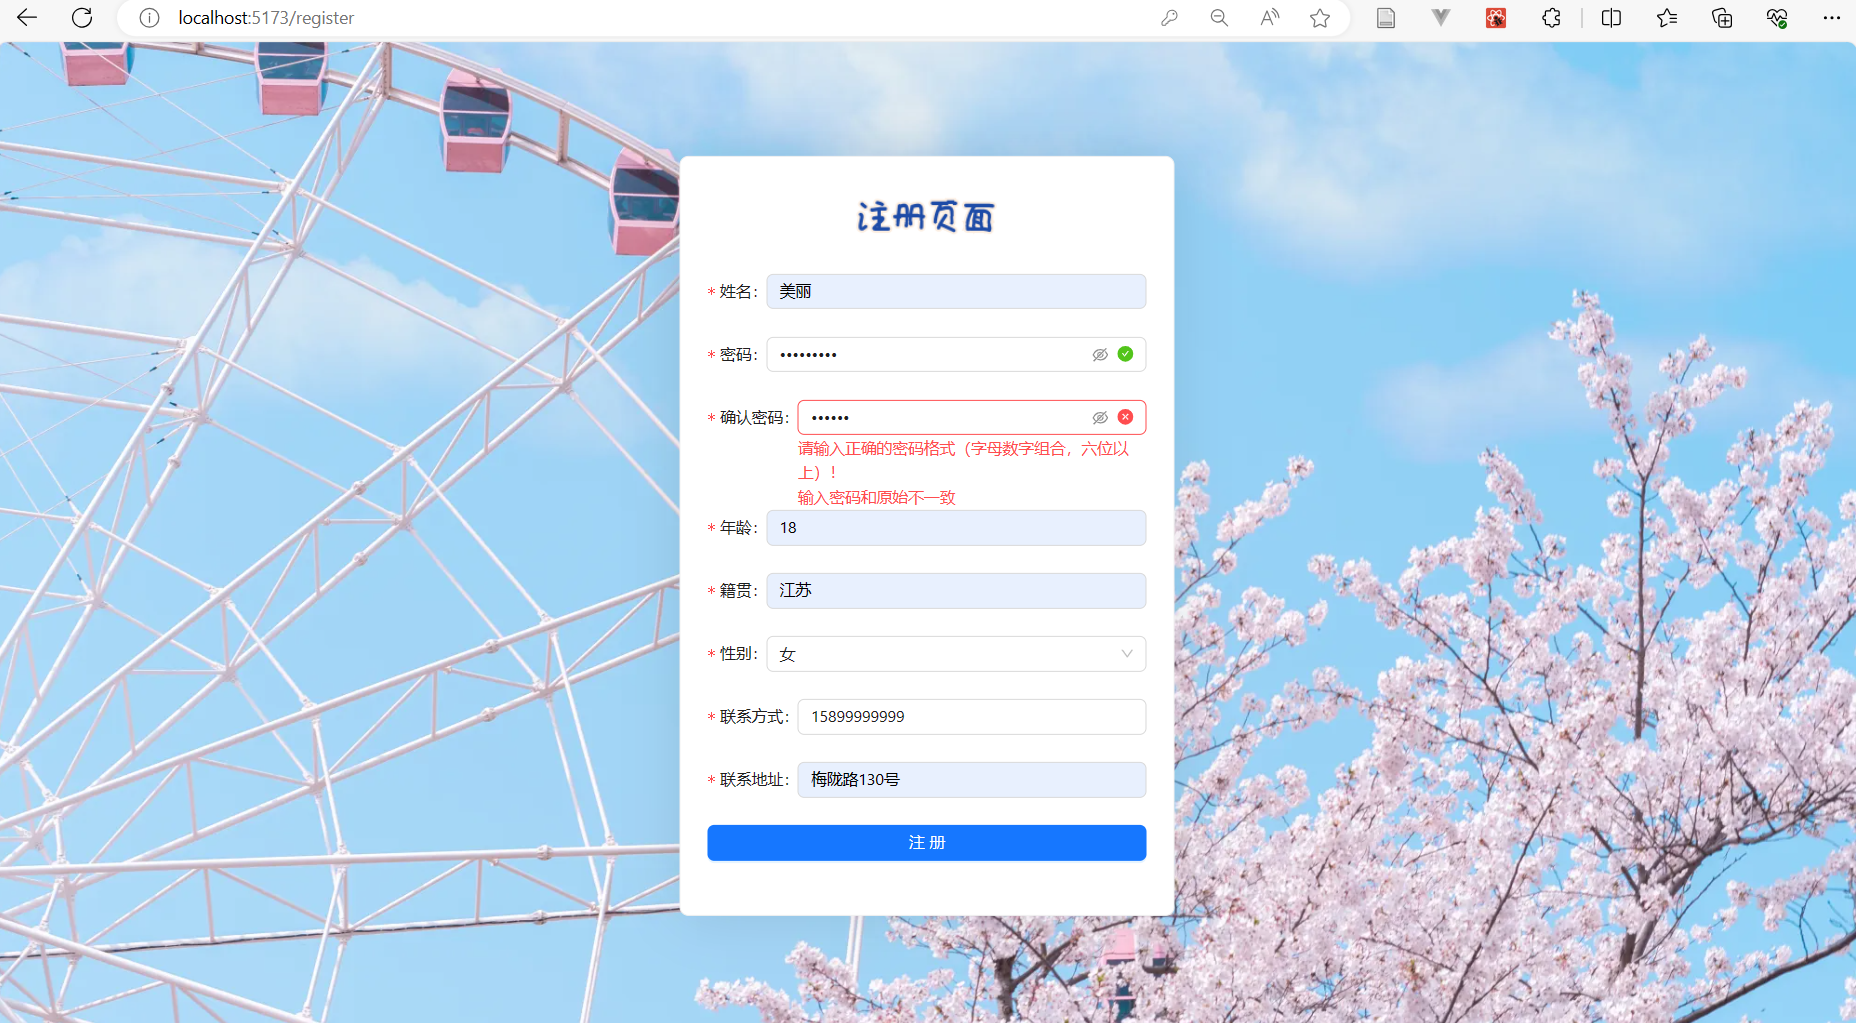 localhost:5173/register
注册页面
* 姓名： 美丽
* 密码： •••••••••
* 确认密码： ••••••
请输入正确的密码格式（字母数字组合，六位以
上）！
输入密码和原始不一致
* 年龄： 18
* 籍贯： 江苏
* 性别： 女
* 联系方式： 15899999999
* 联系地址： 梅陇路130号
注 册